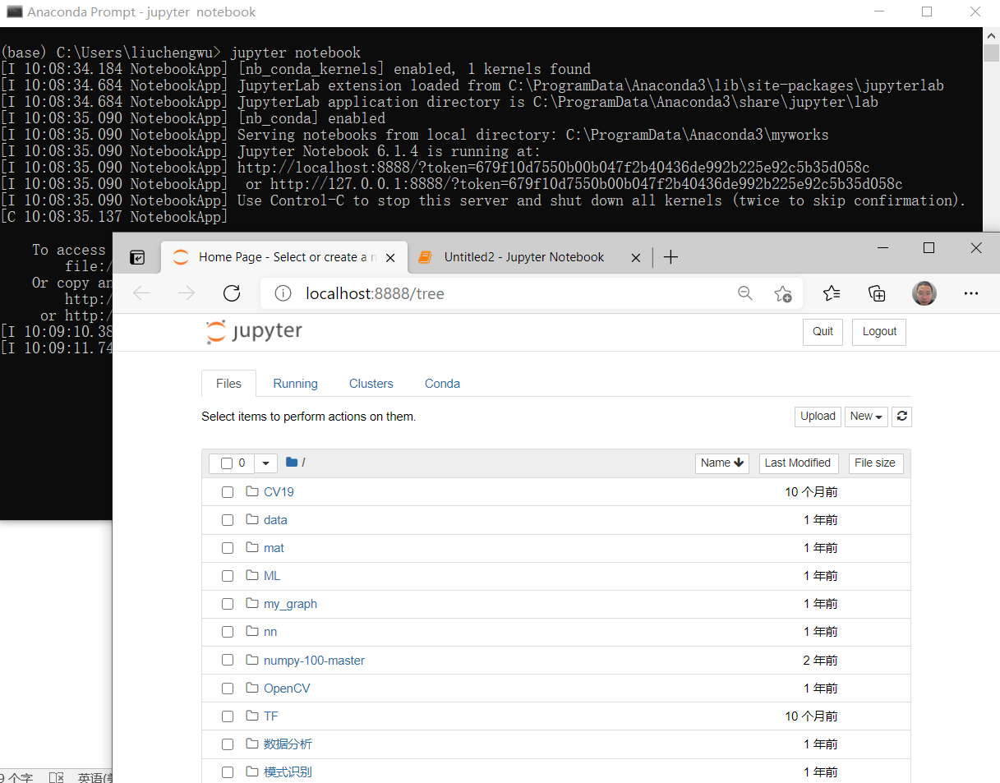 Anaconda Prompt - jupyter  notebook
(base) C:\Users\liuchengwu> jupyter notebook
[I 10:08:34.184 NotebookApp] [nb_conda_kernels] enabled, 1 kernels found
[I 10:08:34.684 NotebookApp] JupyterLab extension loaded from C:\ProgramData\Anaconda3\lib\site-packages\jupyterlab
[I 10:08:34.684 NotebookApp] JupyterLab application directory is C:\ProgramData\Anaconda3\share\jupyter\lab
[I 10:08:35.090 NotebookApp] [nb_conda] enabled
[I 10:08:35.090 NotebookApp] Serving notebooks from local directory: C:\ProgramData\Anaconda3\myworks
[I 10:08:35.090 NotebookApp] Jupyter Notebook 6.1.4 is running at:
[I 10:08:35.090 NotebookApp] http://localhost:8888/?token=679f10d7550b00b047f2b40436de992b225e92c5b35d058c
[I 10:08:35.090 NotebookApp]  or http://127.0.0.1:8888/?token=679f10d7550b00b047f2b40436de992b225e92c5b35d058c
[I 10:08:35.090 NotebookApp] Use Control-C to stop this server and shut down all kernels (twice to skip confirmation).
[C 10:08:35.137 NotebookApp]
To access
file:/
Or copy an
http:/
or http:/
[I 10:09:10.38
[I 10:09:11.74
Home Page - Select or create a n
Untitled2 - Jupyter Notebook
localhost:8888/tree
jupyter
Quit
Logout
Files
Running
Clusters
Conda
Select items to perform actions on them.
Upload
New
0
/
Name
Last Modified
File size
CV19 10 个月前
data 1 年前
mat 1 年前
ML 1 年前
my_graph 1 年前
nn 1 年前
numpy-100-master 2 年前
OpenCV 1 年前
TF 10 个月前
数据分析 1 年前
模式识别 1 年前
9 个字
英语(美